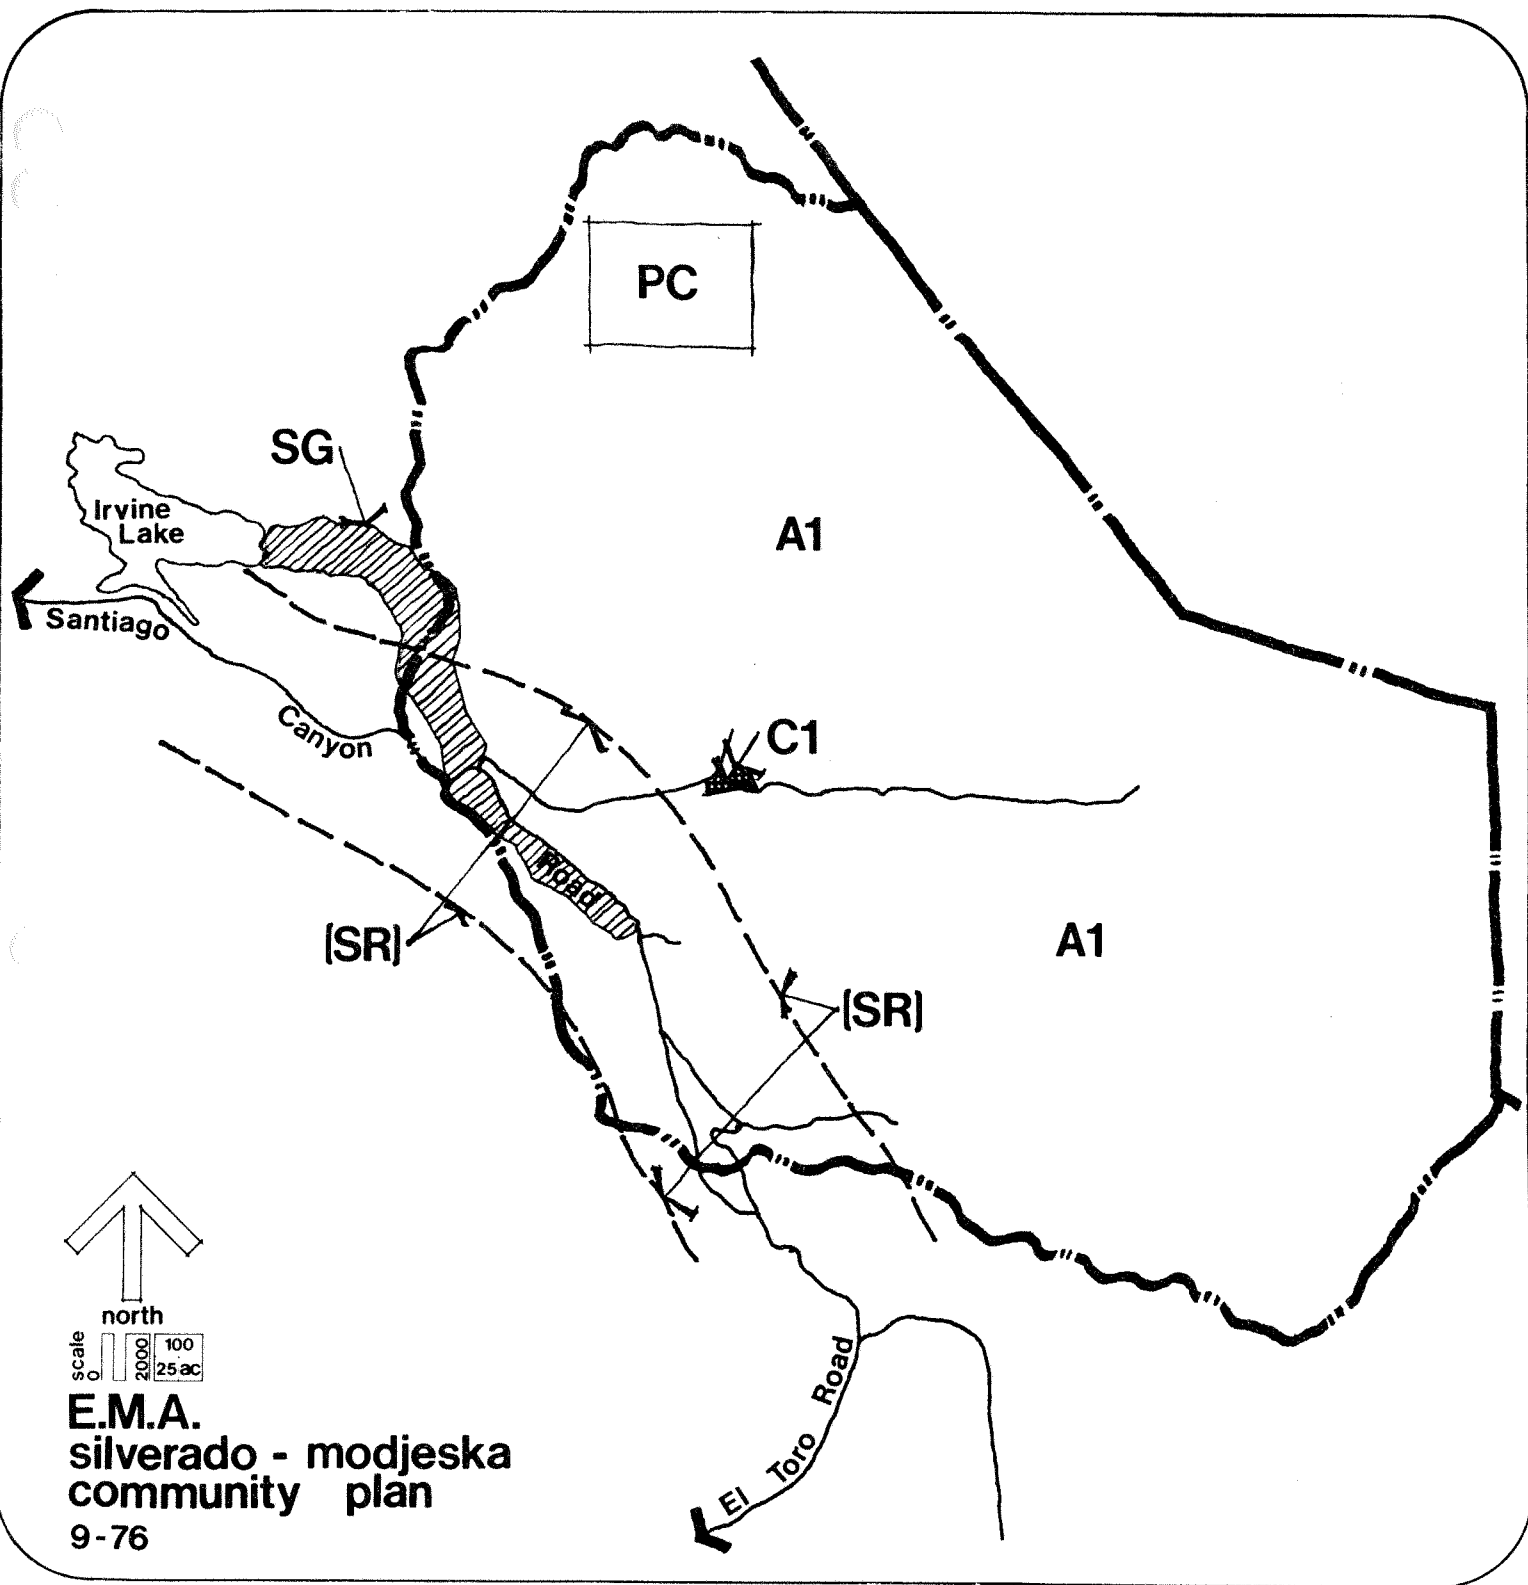 PC
SG
Irvine
Lake
A1
Santiago
Canyon
C1
Road
[SR]
A1
[SR]
north
scale
0
2000
100
25 ac
El Toro Road
E.M.A.
silverado - modjeska
community plan
9-76